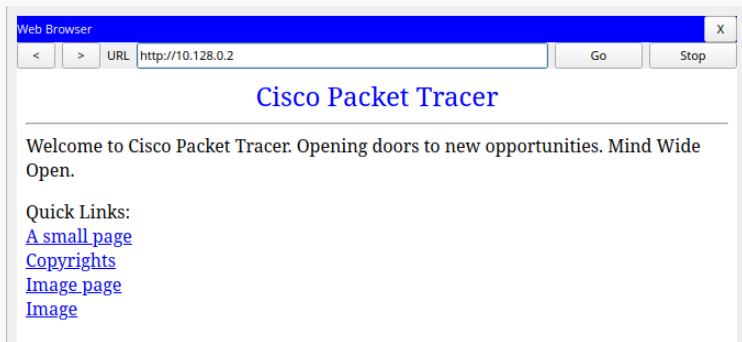 Web Browser X
< > URL http://10.128.0.2 Go Stop
Cisco Packet Tracer
Welcome to Cisco Packet Tracer. Opening doors to new opportunities. Mind Wide
Open.
Quick Links:
A small page
Copyrights
Image page
Image